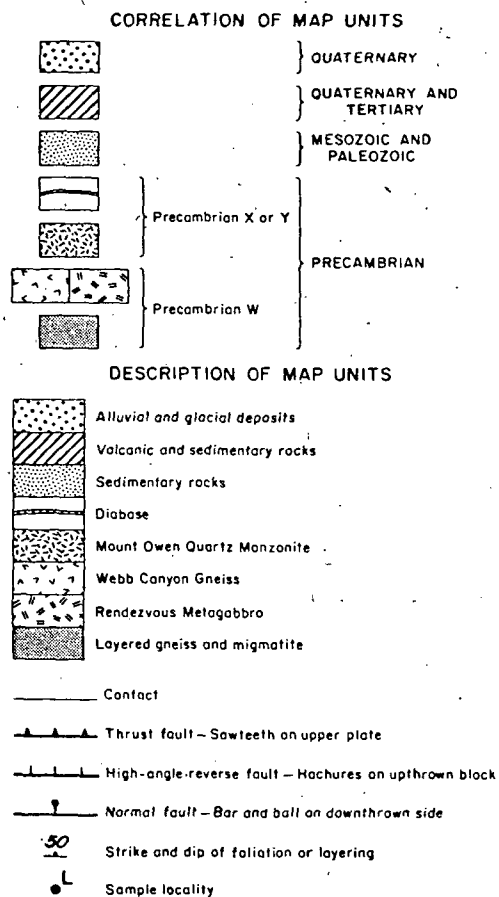 CORRELATION OF MAP UNITS
QUATERNARY
QUATERNARY AND
TERTIARY
MESOZOIC AND
PALEOZOIC
Precambrian X or Y
PRECAMBRIAN
Precambrian W
DESCRIPTION OF MAP UNITS
Alluvial and glacial deposits
Volcanic and sedimentary rocks
Sedimentary rocks
Diabase
Mount Owen Quartz Monzonite
Webb Canyon Gneiss
Rendezvous Metagabbro
Layered gneiss and migmatite
Contact
Thrust fault – Sawteeth on upper plate
High-angle-reverse fault – Hachures on upthrown block
Normal fault – Bar and ball on downthrown side
50
Strike and dip of foliation or layering
L
Sample locality